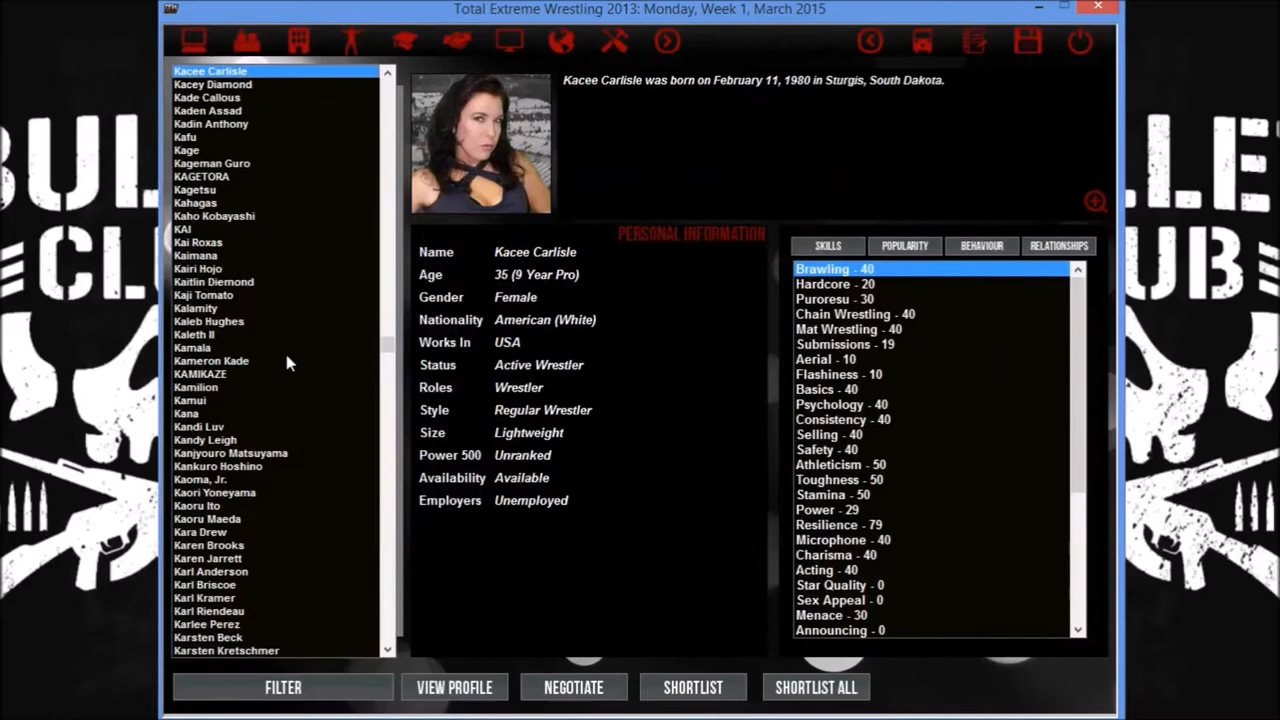 Total Extreme Wrestling 2013: Monday, Week 1, March 2015
Kacee Carlisle
Kacey Diamond
Kade Callous
Kaden Assad
Kadin Anthony
Kafu
Kage
Kageman Guro
KAGETORA
Kagetsu
Kahagas
Kaho Kobayashi
KAI
Kai Roxas
Kaimana
Kairi Hojo
Kaitlin Diemond
Kaji Tomato
Kalamity
Kaleb Hughes
Kaleth II
Kamala
Kameron Kade
KAMIKAZE
Kamilion
Kamui
Kana
Kandi Luv
Kandy Leigh
Kanjyouro Matsuyama
Kankuro Hoshino
Kaoma, Jr.
Kaori Yoneyama
Kaoru Ito
Kaoru Maeda
Kara Drew
Karen Brooks
Karen Jarrett
Karl Anderson
Karl Briscoe
Karl Kramer
Karl Riendeau
Karlee Perez
Karsten Beck
Karsten Kretschmer
Kacee Carlisle was born on February 11, 1980 in Sturgis, South Dakota.
PERSONAL INFORMATION
Name Kacee Carlisle
Age 35 (9 Year Pro)
Gender Female
Nationality American (White)
Works In USA
Status Active Wrestler
Roles Wrestler
Style Regular Wrestler
Size Lightweight
Power 500 Unranked
Availability Available
Employers Unemployed
SKILLS POPULARITY BEHAVIOUR RELATIONSHIPS
Brawling - 40
Hardcore - 20
Puroresu - 30
Chain Wrestling - 40
Mat Wrestling - 40
Submissions - 19
Aerial - 10
Flashiness - 10
Basics - 40
Psychology - 40
Consistency - 40
Selling - 40
Safety - 40
Athleticism - 50
Toughness - 50
Stamina - 50
Power - 29
Resilience - 79
Microphone - 40
Charisma - 40
Acting - 40
Star Quality - 0
Sex Appeal - 0
Menace - 30
Announcing - 0
FILTER VIEW PROFILE NEGOTIATE SHORTLIST SHORTLIST ALL